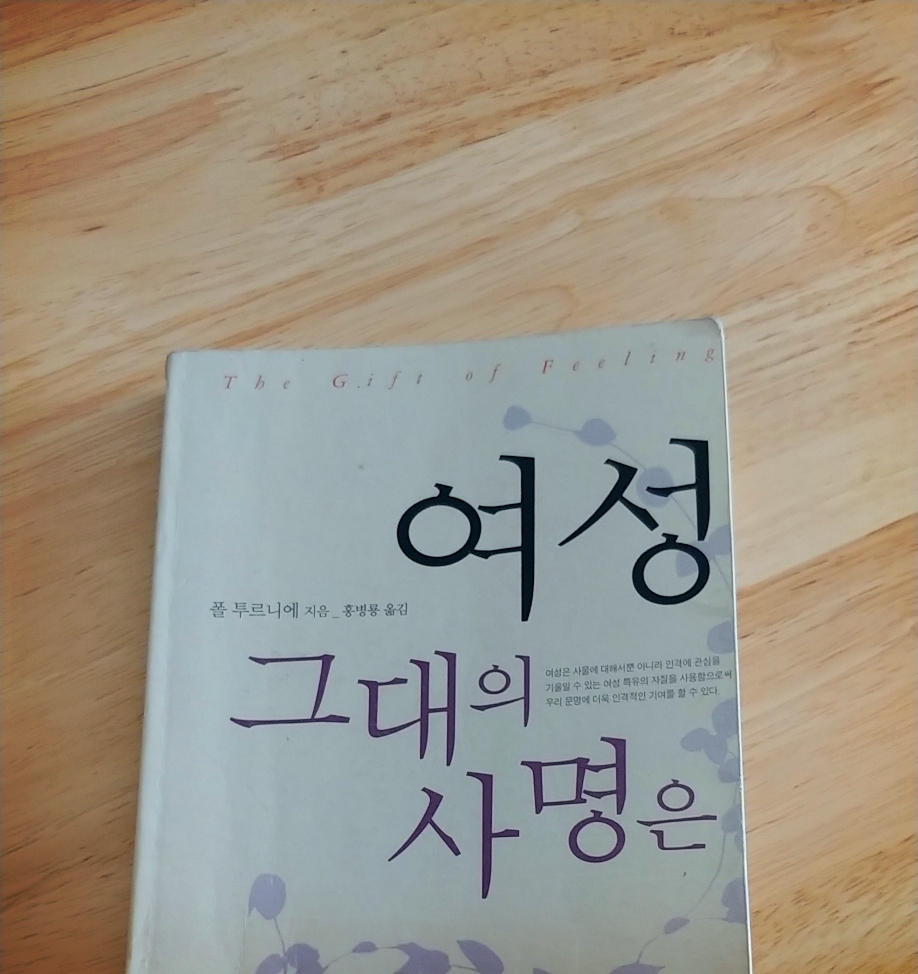 The Gift of Feeling
여성
폴 투르니에 지음_홍병룡 옮김
그대의
여성은 사물에 대해서뿐 아니라 인격에 관심을
기울일 수 있는 여성 특유의 자질을 사용함으로써
우리 문명에 더욱 인격적인 기여를 할 수 있다.
사명은